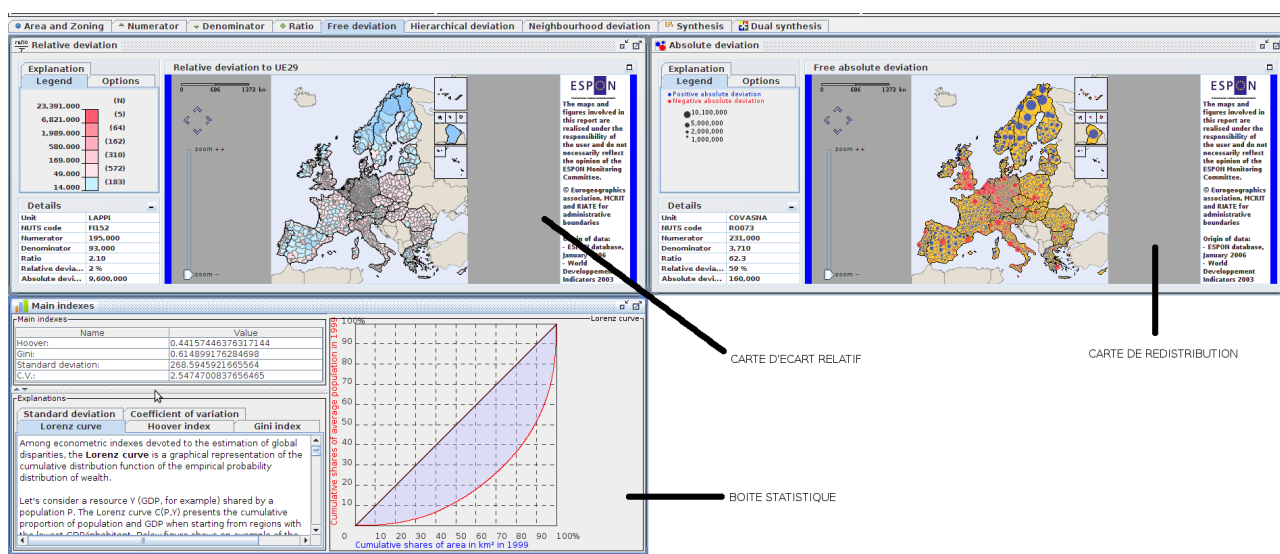 Area and Zoning Numerator Denominator Ratio Free deviation Hierarchical deviation Neighbourhood deviation Synthesis Dual synthesis
ratio Relative deviation
Explanation
Legend Options
(N)
23,391.000
(5)
6,821.000
(64)
1,989.000
(162)
580.000
(310)
169.000
(572)
49.000
(183)
14.000
Details
Unit LAPPI
NUTS code FI152
Numerator 195,000
Denominator 93,000
Ratio 2.10
Relative devia... 2 %
Absolute devi... 9,600,000
Relative deviation to UE29
0 686 1373 km
zoom ++
zoom --
ESPON
The maps and
figures involved in
this report are
realised under the
responsibility of
the user and do not
necessarily reflect
the opinion of the
ESPON Monitoring
Committee.
© Eurogeographics
association, MCRIT
and RIATE for
administrative
boundaries
Origin of data:
- ESPON database,
January 2006
- World
Developpement
Indicators 2003
Absolute deviation
Explanation
Legend Options
Positive absolute deviation
Negative absolute deviation
10,100,000
5,000,000
2,000,000
1,000,000
Details
Unit COVASNA
NUTS code RO073
Numerator 231,000
Denominator 3,710
Ratio 62.3
Relative devia... 59 %
Absolute devi... 160,000
Free absolute deviation
0 686 1373 km
zoom ++
zoom --
ESPON
The maps and
figures involved in
this report are
realised under the
responsibility of
the user and do not
necessarily reflect
the opinion of the
ESPON Monitoring
Committee.
© Eurogeographics
association, MCRIT
and RIATE for
administrative
boundaries
Origin of data:
- ESPON database,
January 2006
- World
Developpement
Indicators 2003
CARTE D'ECART RELATIF
CARTE DE REDISTRIBUTION
Main indexes
Main indexes
Name Value
Hoover: 0.44157446376317144
Gini: 0.614899176284698
Standard deviation: 268.5945921665564
C.V.: 2.5474700837656465
Explanations
Standard deviation Coefficient of variation
Lorenz curve Hoover index Gini index
Among econometric indexes devoted to the estimation of global
disparities, the Lorenz curve is a graphical representation of the
cumulative distribution function of the empirical probability
distribution of wealth.
Let's consider a resource Y (GDP, for example) shared by a
population P. The Lorenz curve C(P,Y) presents the cumulative
proportion of population and GDP when starting from regions with
Lorenz curve
Cumulative shares of average population in 1999
100%
90
80
70
60
50
40
30
20
10
0 10 20 30 40 50 60 70 80 90 100%
Cumulative shares of area in km² in 1999
BOITE STATISTIQUE